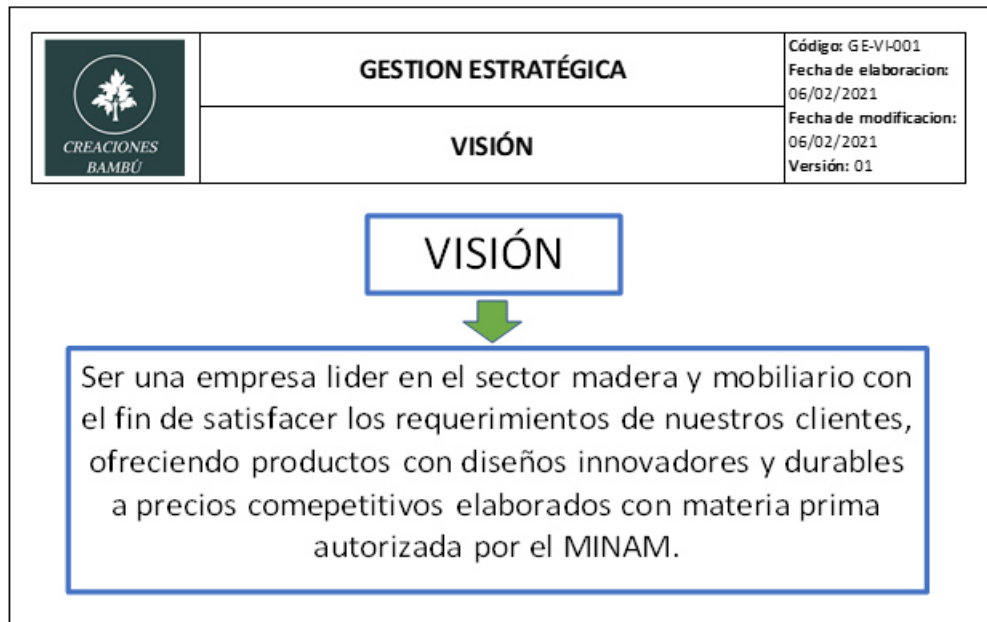 CREACIONES
BAMBÚ
GESTION ESTRATÉGICA
VISIÓN
Código: GE-VI-001
Fecha de elaboracion:
06/02/2021
Fecha de modificacion:
06/02/2021
Versión: 01
VISIÓN
Ser una empresa lider en el sector madera y mobiliario con
el fin de satisfacer los requerimientos de nuestros clientes,
ofreciendo productos con diseños innovadores y durables
a precios comepetitivos elaborados con materia prima
autorizada por el MINAM.